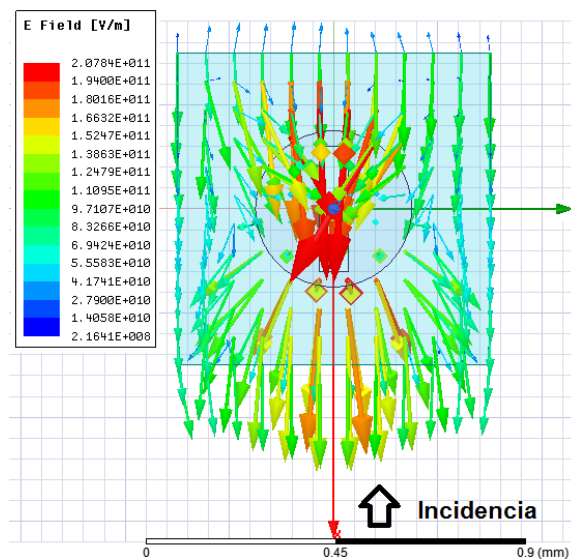 E Field [V/m]
2.0784E+011
1.9400E+011
1.8016E+011
1.6632E+011
1.5247E+011
1.3863E+011
1.2479E+011
1.1095E+011
9.7107E+010
8.3266E+010
6.9424E+010
5.5583E+010
4.1741E+010
2.7900E+010
1.4058E+010
2.1641E+008
Incidencia
0 0.45 0.9 (mm)